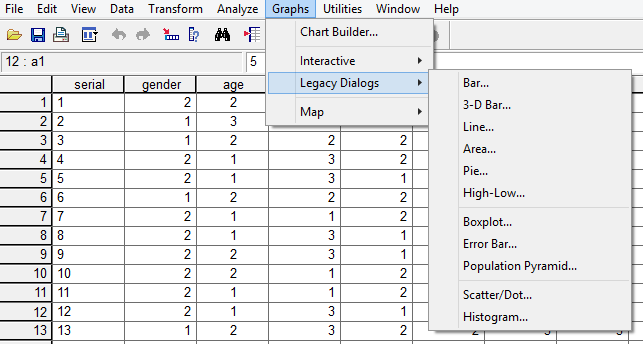 File Edit View Data Transform Analyze Graphs Utilities Window Help
12 : a1 5
Chart Builder...
Interactive
Legacy Dialogs
Map
Bar...
3-D Bar...
Line...
Area...
Pie...
High-Low...
Boxplot...
Error Bar...
Population Pyramid...
Scatter/Dot...
Histogram...
serial gender age
1 1 2 2
2 2 1 3
3 3 1 2 2 2
4 4 2 1 3 2
5 5 2 1 3 1
6 6 1 2 2 2
7 7 2 1 1 2
8 8 2 1 3 1
9 9 2 2 3 1
10 10 2 2 1 2
11 11 2 1 1 2
12 12 2 1 3 1
13 13 1 2 3 2